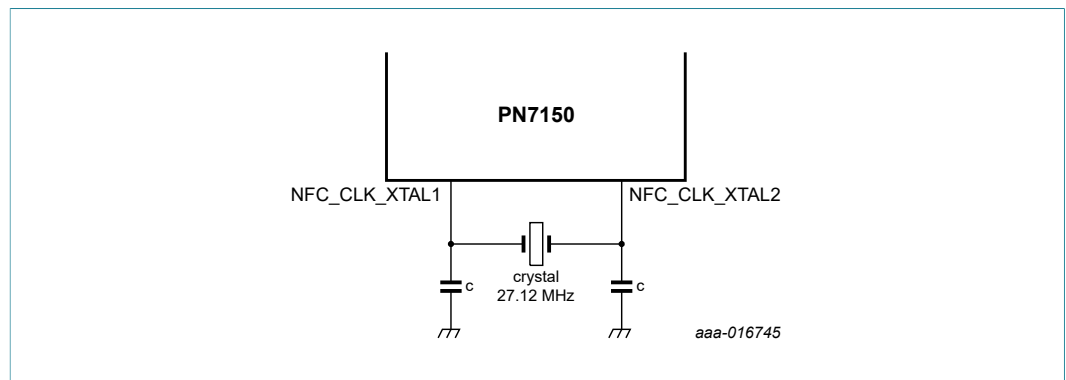 PN7150
NFC_CLK_XTAL1
NFC_CLK_XTAL2
crystal
27.12 MHz
c
c
aaa-016745